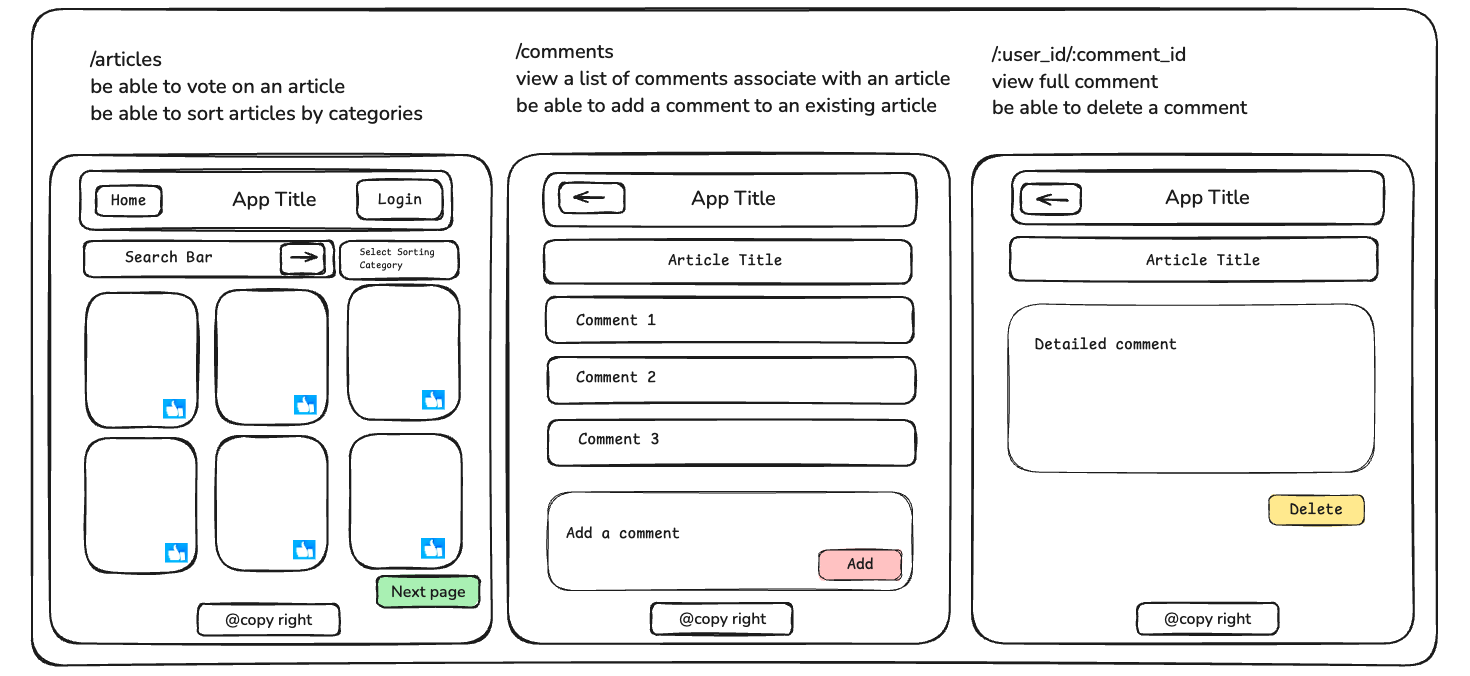 /articles
be able to vote on an article
be able to sort articles by categories
Home
App Title
Login
Search Bar
Select Sorting
Category
Next page
@copy right
/comments
view a list of comments associate with an article
be able to add a comment to an existing article
App Title
Article Title
Comment 1
Comment 2
Comment 3
Add a comment
Add
@copy right
/:user_id/:comment_id
view full comment
be able to delete a comment
App Title
Article Title
Detailed comment
Delete
@copy right